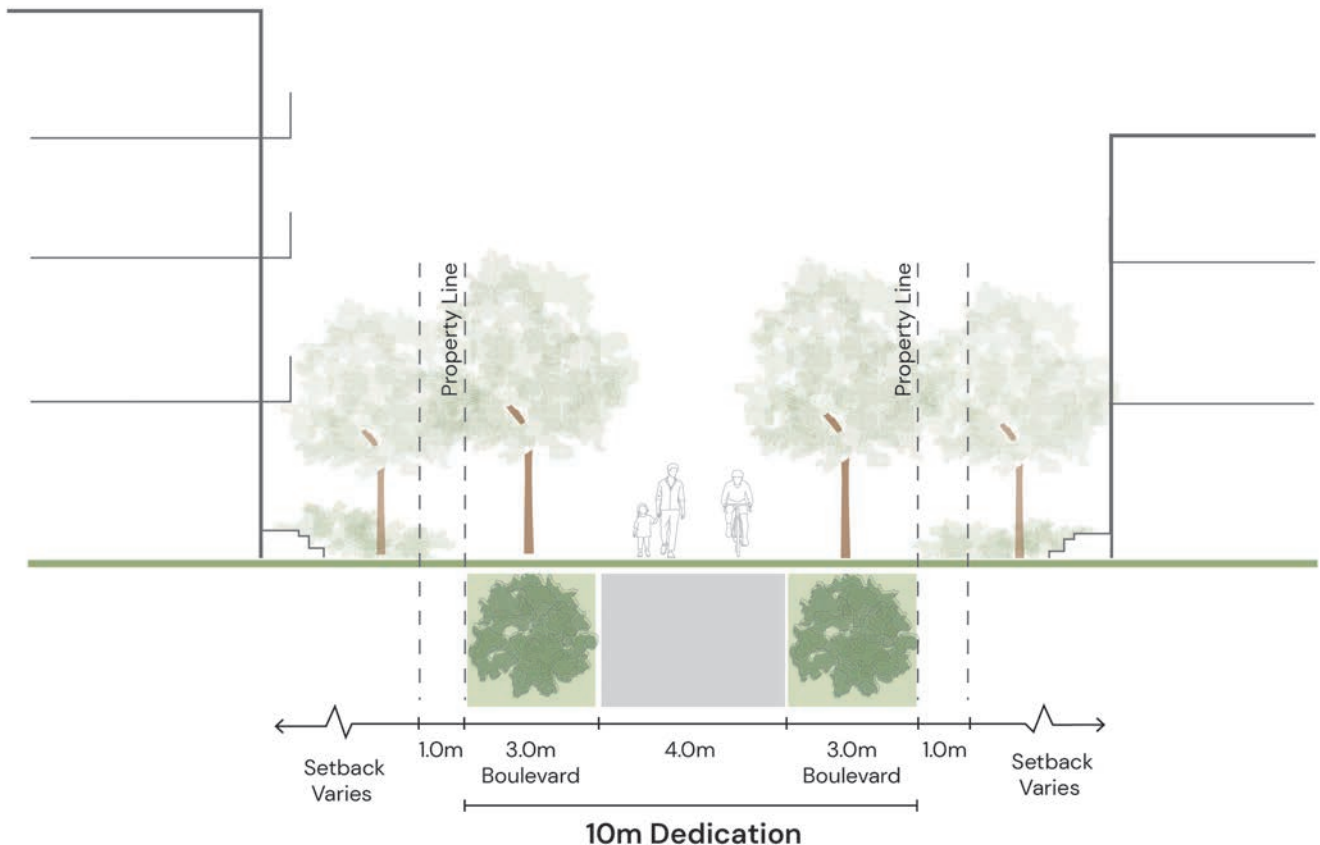 Property Line
Property Line
1.0m
3.0m
Boulevard
4.0m
3.0m
Boulevard
1.0m
Setback
Varies
Setback
Varies
10m Dedication